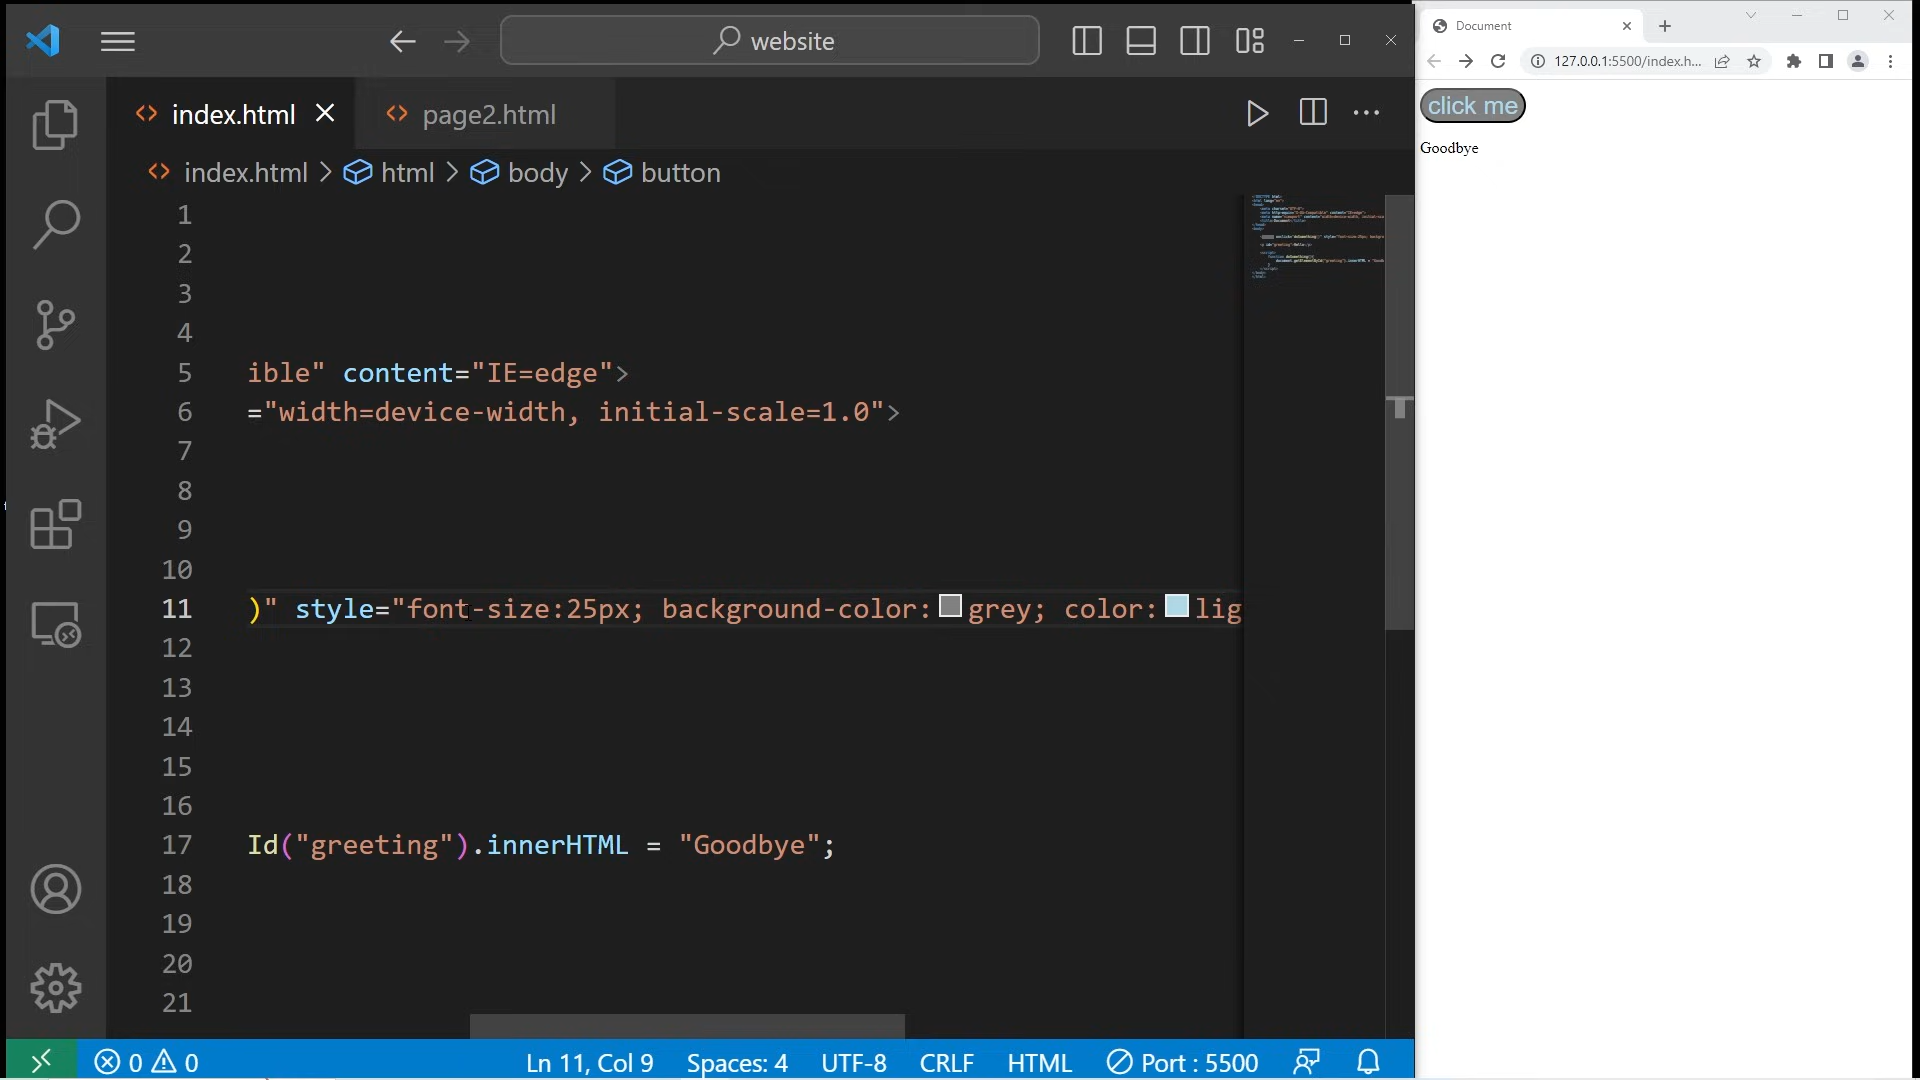 website
Document
127.0.0.1:5500/index.h...
index.html
page2.html
click me
Goodbye
index.html > html > body > button
1
2
3
4
5 ible" content="IE=edge">
6 ="width=device-width, initial-scale=1.0">
7
8
9
10
11 )" style="font-size:25px; background-color: grey; color: lig
12
13
14
15
16
17 Id("greeting").innerHTML = "Goodbye";
18
19
20
21
0 0 Ln 11, Col 9 Spaces: 4 UTF-8 CRLF HTML Port : 5500